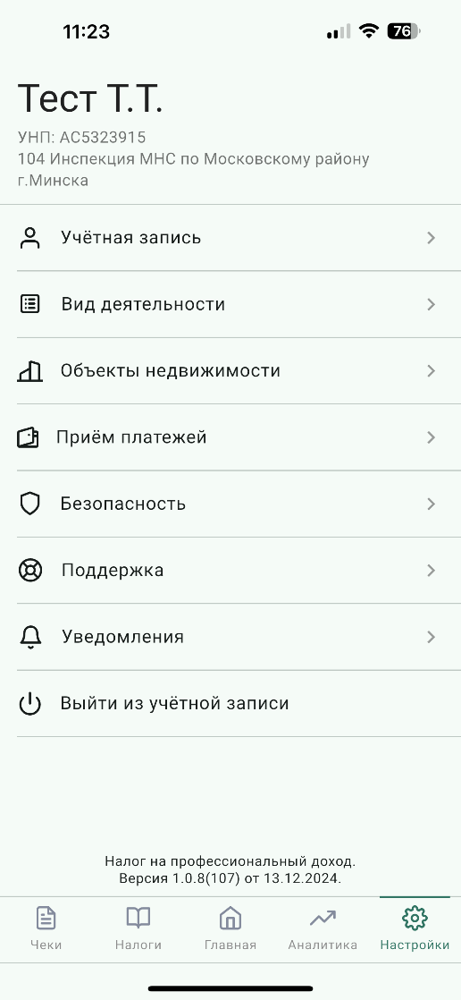 11:23
76
Тест Т.Т.
УНП: AC5323915
104 Инспекция МНС по Московскому району
г.Минска
Учётная запись
Вид деятельности
Объекты недвижимости
Приём платежей
Безопасность
Поддержка
Уведомления
Выйти из учётной записи
Налог на профессиональный доход.
Версия 1.0.8(107) от 13.12.2024.
Чеки
Налоги
Главная
Аналитика
Настройки